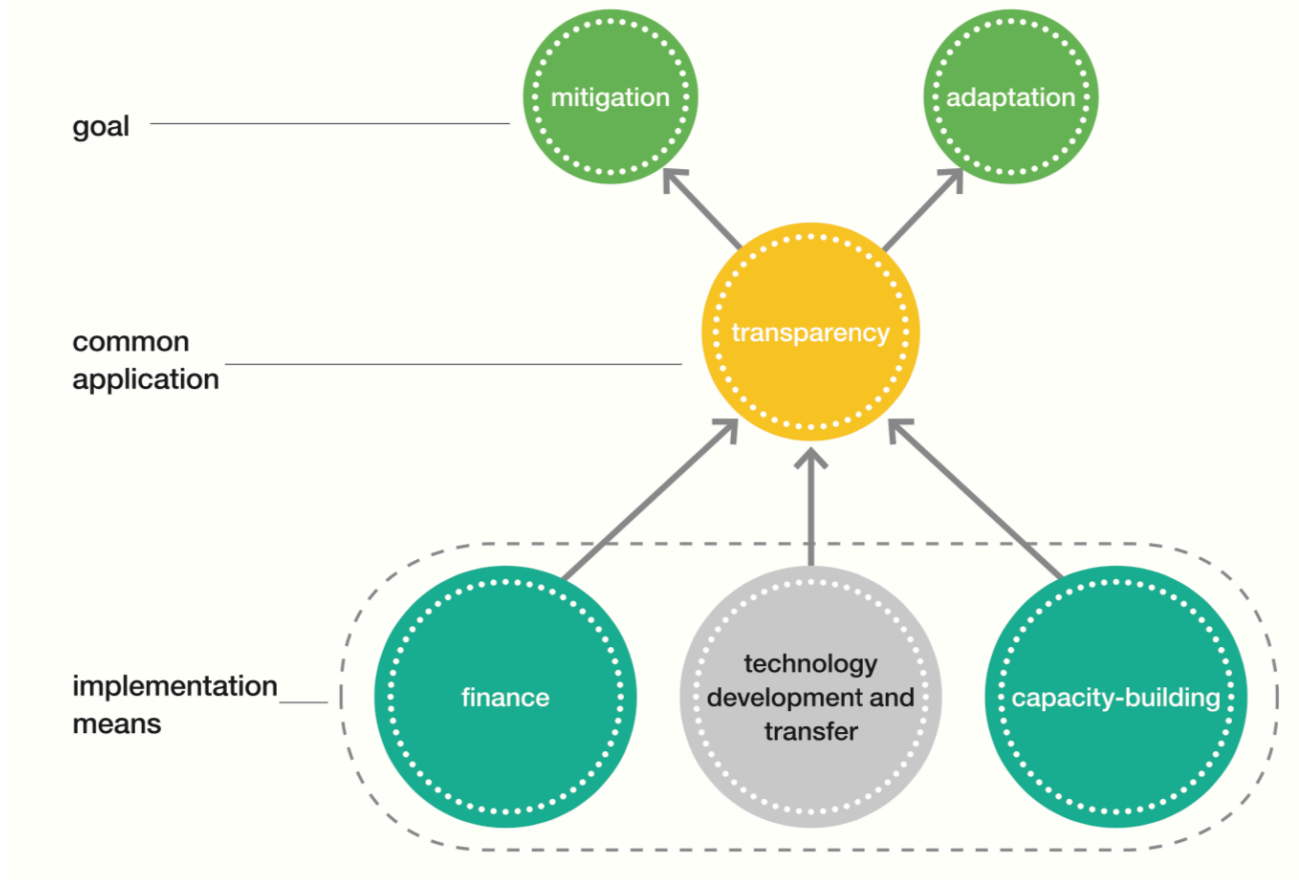 mitigation
adaptation
goal
transparency
common
application
technology
development and
transfer
finance
capacity-building
implementation
means